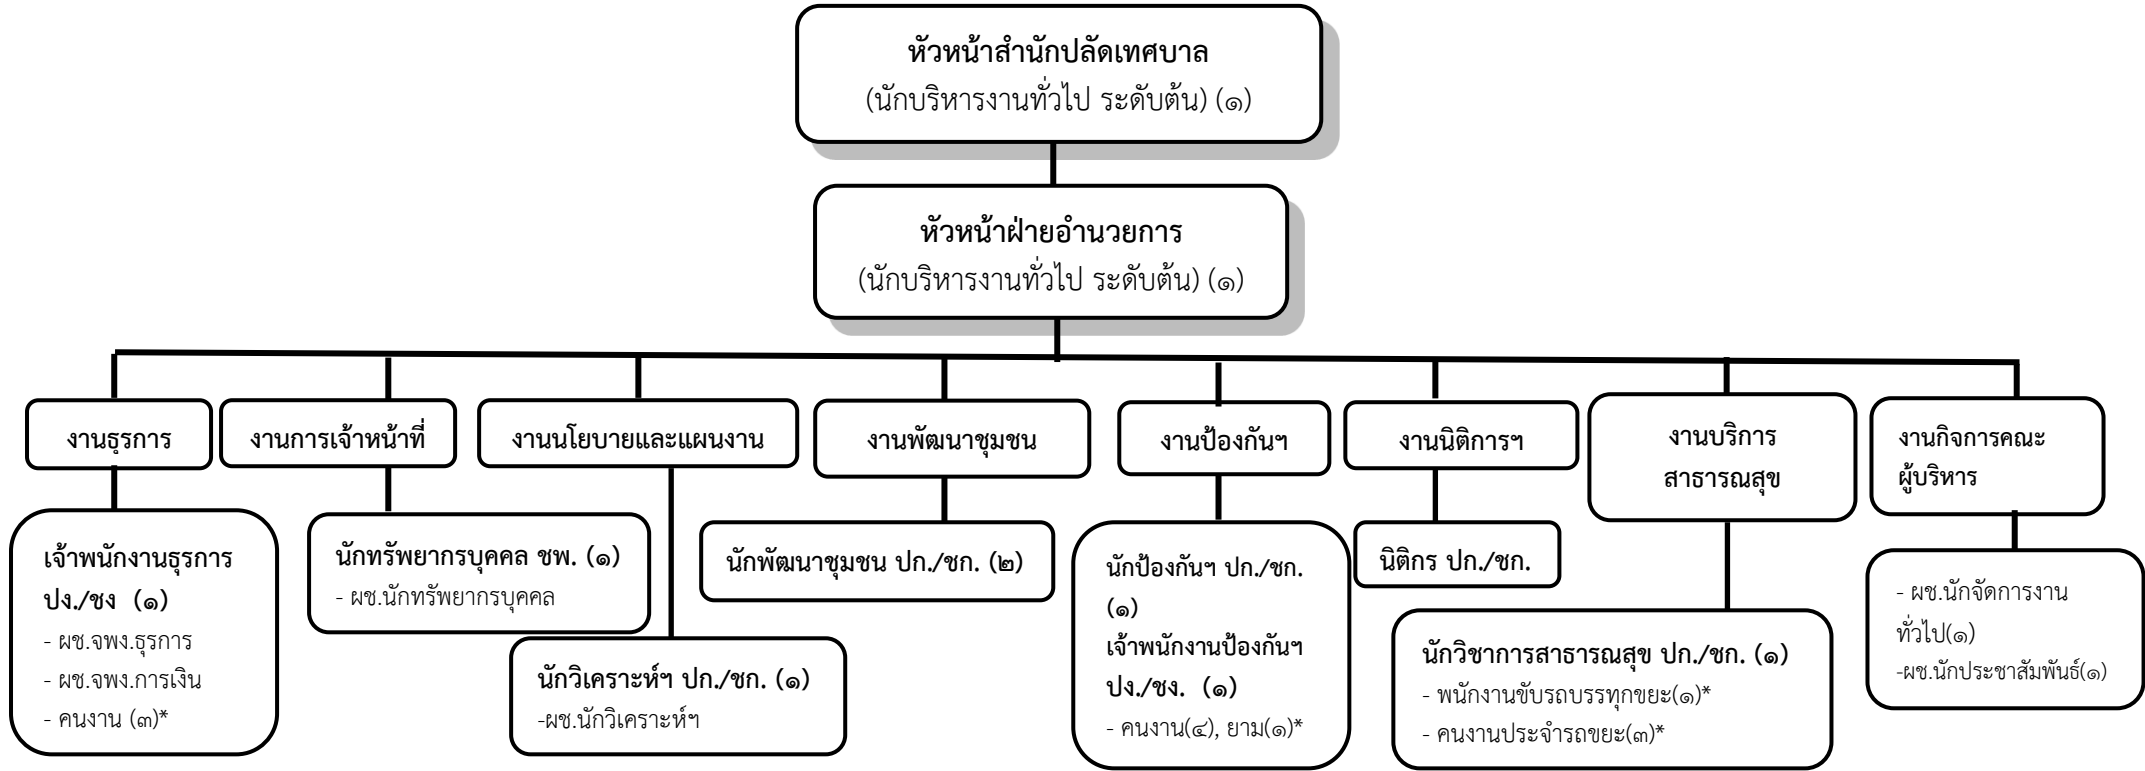 หัวหน้าสำนักปลัดเทศบาล
(นักบริหารงานทั่วไป ระดับต้น) (๑)
หัวหน้าฝ่ายอำนวยการ
(นักบริหารงานทั่วไป ระดับต้น) (๑)
งานธุรการ
งานการเจ้าหน้าที่
งานนโยบายและแผนงาน
งานพัฒนาชุมชน
งานป้องกันฯ
งานนิติการฯ
งานบริการ
สาธารณสุข
งานกิจการคณะ
ผู้บริหาร
เจ้าพนักงานธุรการ
ปง./ชง (๑)
- ผช.จพง.ธุรการ
- ผช.จพง.การเงิน
- คนงาน (๓)*
นักทรัพยากรบุคคล ชพ. (๑)
- ผช.นักทรัพยากรบุคคล
นักวิเคราะห์ฯ ปก./ชก. (๑)
-ผช.นักวิเคราะห์ฯ
นักพัฒนาชุมชน ปก./ชก. (๒)
นักป้องกันฯ ปก./ชก.
(๑)
เจ้าพนักงานป้องกันฯ
ปง./ชง. (๑)
- คนงาน(๔), ยาม(๑)*
นิติกร ปก./ชก.
นักวิชาการสาธารณสุข ปก./ชก. (๑)
- พนักงานขับรถบรรทุกขยะ(๑)*
- คนงานประจำรถขยะ(๓)*
- ผช.นักจัดการงาน
ทั่วไป(๑)
-ผช.นักประชาสัมพันธ์(๑)